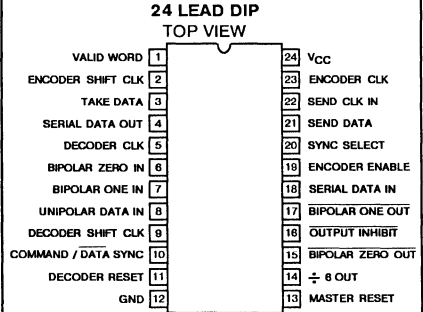 24 LEAD DIP
TOP VIEW
VALID WORD 1
ENCODER SHIFT CLK 2
TAKE DATA 3
SERIAL DATA OUT 4
DECODER CLK 5
BIPOLAR ZERO IN 6
BIPOLAR ONE IN 7
UNIPOLAR DATA IN 8
DECODER SHIFT CLK 9
COMMAND / DATA SYNC 10
DECODER RESET 11
GND 12
24 VCC
23 ENCODER CLK
22 SEND CLK IN
21 SEND DATA
20 SYNC SELECT
19 ENCODER ENABLE
18 SERIAL DATA IN
17 BIPOLAR ONE OUT
16 OUTPUT INHIBIT
15 BIPOLAR ZERO OUT
14 ÷ 6 OUT
13 MASTER RESET